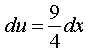 du = 9/4 dx